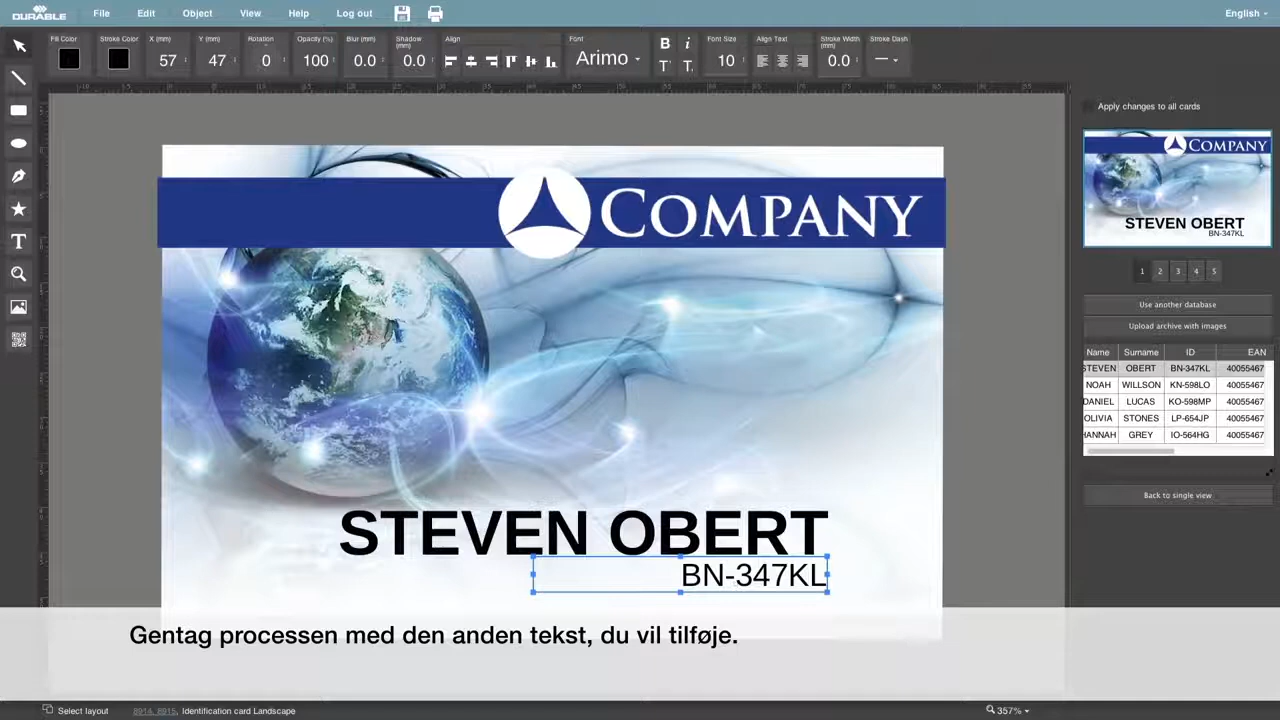 DURABLE File Edit Object View Help Log out English
Fill Color Stroke Color X (mm) Y (mm) Rotation Opacity (%) Blur (mm) Shadow (mm) Align Font Font Size Align Text Stroke Width (mm) Stroke Dash
57 47 0 100 0.0 0.0 Arimo B i T T 10 0.0
T
COMPANY
STEVEN OBERT
BN-347KL
Apply changes to all cards
COMPANY
STEVEN OBERT
BN-347KL
1 2 3 4 5
Use another database
Upload archive with images
Name Surname ID EAN
STEVEN OBERT BN-347KL 40055467
NOAH WILLSON KN-598LO 40055467
DANIEL LUCAS KO-598MP 40055467
OLIVIA STONES LP-654JP 40055467
HANNAH GREY IO-564HG 40055467
Back to single view
Gentag processen med den anden tekst, du vil tilføje.
Select layout 8914, 8915, Identification card Landscape 357%